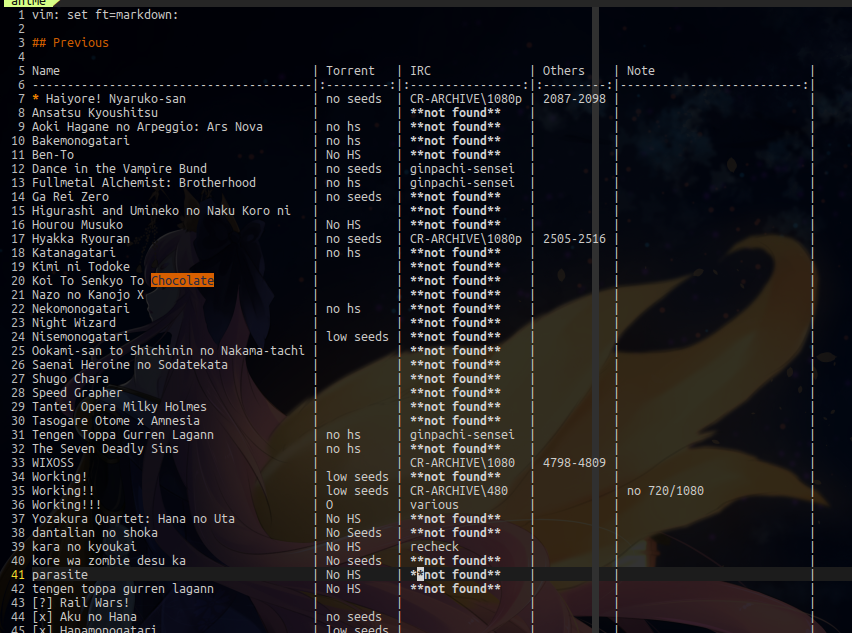 anime
1 vim: set ft=markdown:
2
3 ## Previous
4
5 Name | Torrent | IRC | Others | Note |
6 ----------------------------------------|:---------:|:----------------:|:---------:|--------------------------:|
7 * Haiyore! Nyaruko-san | no seeds | CR-ARCHIVE\1080p | 2087-2098 | |
8 Ansatsu Kyoushitsu | | **not found** | | |
9 Aoki Hagane no Arpeggio: Ars Nova | no hs | **not found** | | |
10 Bakemonogatari | no hs | **not found** | | |
11 Ben-To | No HS | **not found** | | |
12 Dance in the Vampire Bund | no seeds | ginpachi-sensei | | |
13 Fullmetal Alchemist: Brotherhood | no hs | ginpachi-sensei | | |
14 Ga Rei Zero | no seeds | **not found** | | |
15 Higurashi and Umineko no Naku Koro ni | | **not found** | | |
16 Hourou Musuko | No HS | **not found** | | |
17 Hyakka Ryouran | no seeds | CR-ARCHIVE\1080p | 2505-2516 | |
18 Katanagatari | no hs | **not found** | | |
19 Kimi ni Todoke | | **not found** | | |
20 Koi To Senkyo To Chocolate | | **not found** | | |
21 Nazo no Kanojo X | | **not found** | | |
22 Nekomonogatari | no hs | **not found** | | |
23 Night Wizard | | **not found** | | |
24 Nisemonogatari | low seeds | **not found** | | |
25 Ookami-san to Shichinin no Nakama-tachi | | **not found** | | |
26 Saenai Heroine no Sodatekata | | **not found** | | |
27 Shugo Chara | | **not found** | | |
28 Speed Grapher | | **not found** | | |
29 Tantei Opera Milky Holmes | | **not found** | | |
30 Tasogare Otome x Amnesia | | **not found** | | |
31 Tengen Toppa Gurren Lagann | no hs | ginpachi-sensei | | |
32 The Seven Deadly Sins | no hs | **not found** | | |
33 WIXOSS | | CR-ARCHIVE\1080 | 4798-4809 | |
34 Working! | low seeds | **not found** | | |
35 Working!! | low seeds | CR-ARCHIVE\480 | | no 720/1080 |
36 Working!!! | O | various | | |
37 Yozakura Quartet: Hana no Uta | No HS | **not found** | | |
38 dantalian no shoka | No Seeds | **not found** | | |
39 kara no kyoukai | No HS | recheck | | |
40 kore wa zombie desu ka | No seeds | **not found** | | |
41 parasite | No HS | **not found** | | |
42 tengen toppa gurren lagann | No HS | **not found** | | |
43 [?] Rail Wars! | | | | |
44 [x] Aku no Hana | no seeds | | | |
45 [x] Hanamonogatari | low seeds | | | |